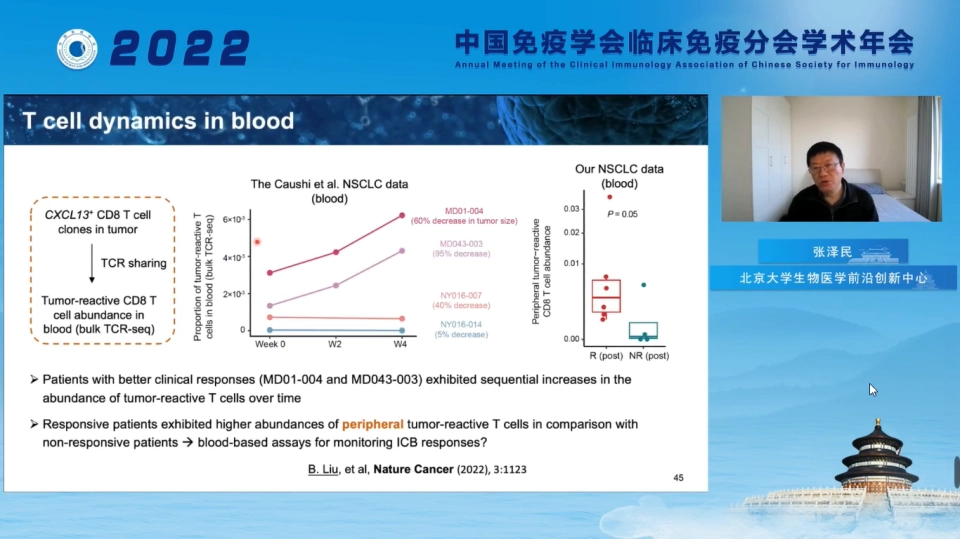 2022
中国免疫学会临床免疫分会学术年会
Annual Meeting of the Clinical Immunology Association of Chinese Society for Immunology
T cell dynamics in blood
CXCL13⁺ CD8 T cell
clones in tumor
TCR sharing
Tumor-reactive CD8 T
cell abundance in
blood (bulk TCR-seq)
The Caushi et al. NSCLC data
(blood)
Proportion of tumor-reactive T
cells in blood (bulk TCR-seq)
6×10⁻³
4×10⁻³
2×10⁻³
0
Week 0
W2
W4
MD01-004
(60% decrease in tumor size)
MD043-003
(95% decrease)
NY016-007
(40% decrease)
NY016-014
(5% decrease)
Our NSCLC data
(blood)
Peripheral tumor-reactive
CD8 T cell abundance
0.03
0.02
0.01
0.00
P = 0.05
R (post)
NR (post)
➢ Patients with better clinical responses (MD01-004 and MD043-003) exhibited sequential increases in the
abundance of tumor-reactive T cells over time
➢ Responsive patients exhibited higher abundances of peripheral tumor-reactive T cells in comparison with
non-responsive patients → blood-based assays for monitoring ICB responses?
B. Liu, et al, Nature Cancer (2022), 3:1123
45
张泽民
北京大学生物医学前沿创新中心